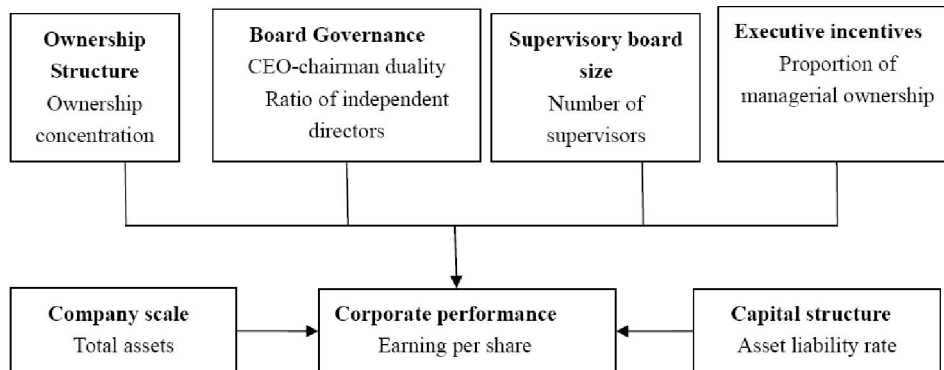 Ownership
Structure
Ownership
concentration
Board Governance
CEO-chairman duality
Ratio of independent
directors
Supervisory board
size
Number of
supervisors
Executive incentives
Proportion of
managerial ownership
Company scale
Total assets
Corporate performance
Earning per share
Capital structure
Asset liability rate